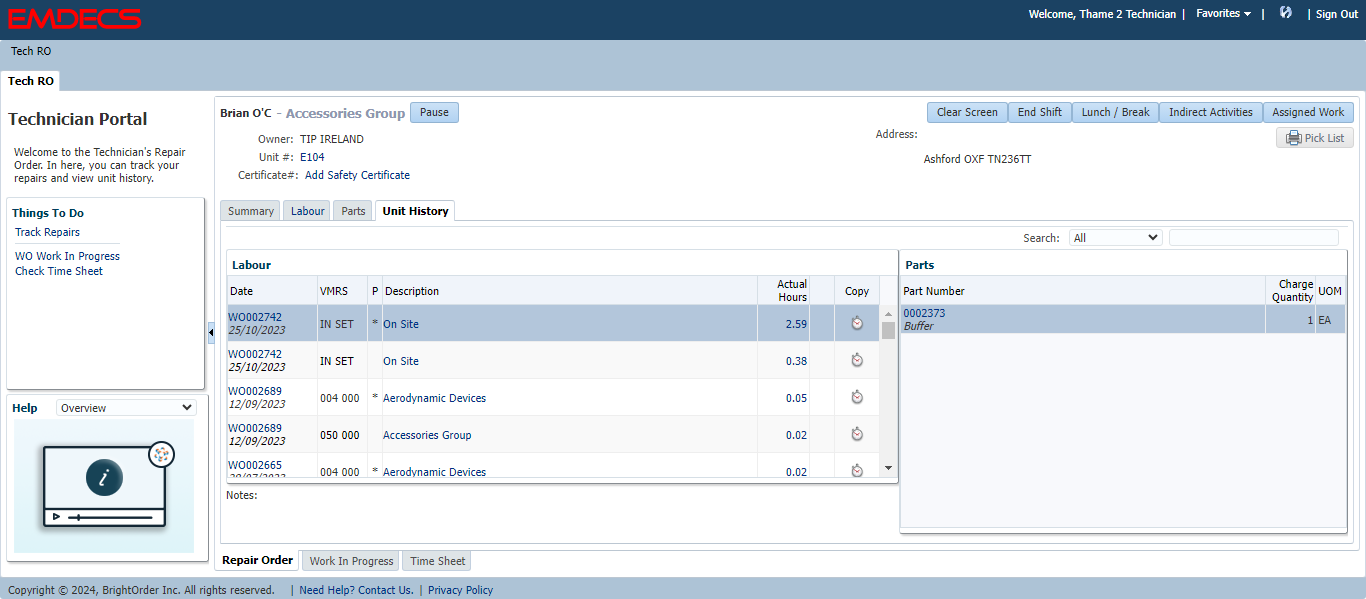 EMDECS
Welcome, Thame 2 Technician | Favorites | | Sign Out
Tech RO
Tech RO
Technician Portal
Welcome to the Technician's Repair
Order. In here, you can track your
repairs and view unit history.
Things To Do
Track Repairs
WO Work In Progress
Check Time Sheet
Help Overview
i
Brian O'C - Accessories Group Pause
Clear Screen End Shift Lunch / Break Indirect Activities Assigned Work
Owner: TIP IRELAND
Unit #: E104
Certificate#: Add Safety Certificate
Address:
Pick List
Ashford OXF TN236TT
Summary Labour Parts Unit History
Search: All
Labour
Date VMRS P Description Actual Hours Copy
WO002742
25/10/2023 IN SET * On Site 2.59
WO002742
25/10/2023 IN SET On Site 0.38
WO002689
12/09/2023 004 000 * Aerodynamic Devices 0.05
WO002689
12/09/2023 050 000 Accessories Group 0.02
WO002665
004 000 * Aerodynamic Devices 0.02
Notes:
Parts
Part Number Charge Quantity UOM
0002373
Buffer 1 EA
Repair Order Work In Progress Time Sheet
Copyright © 2024, BrightOrder Inc. All rights reserved. | Need Help? Contact Us. | Privacy Policy